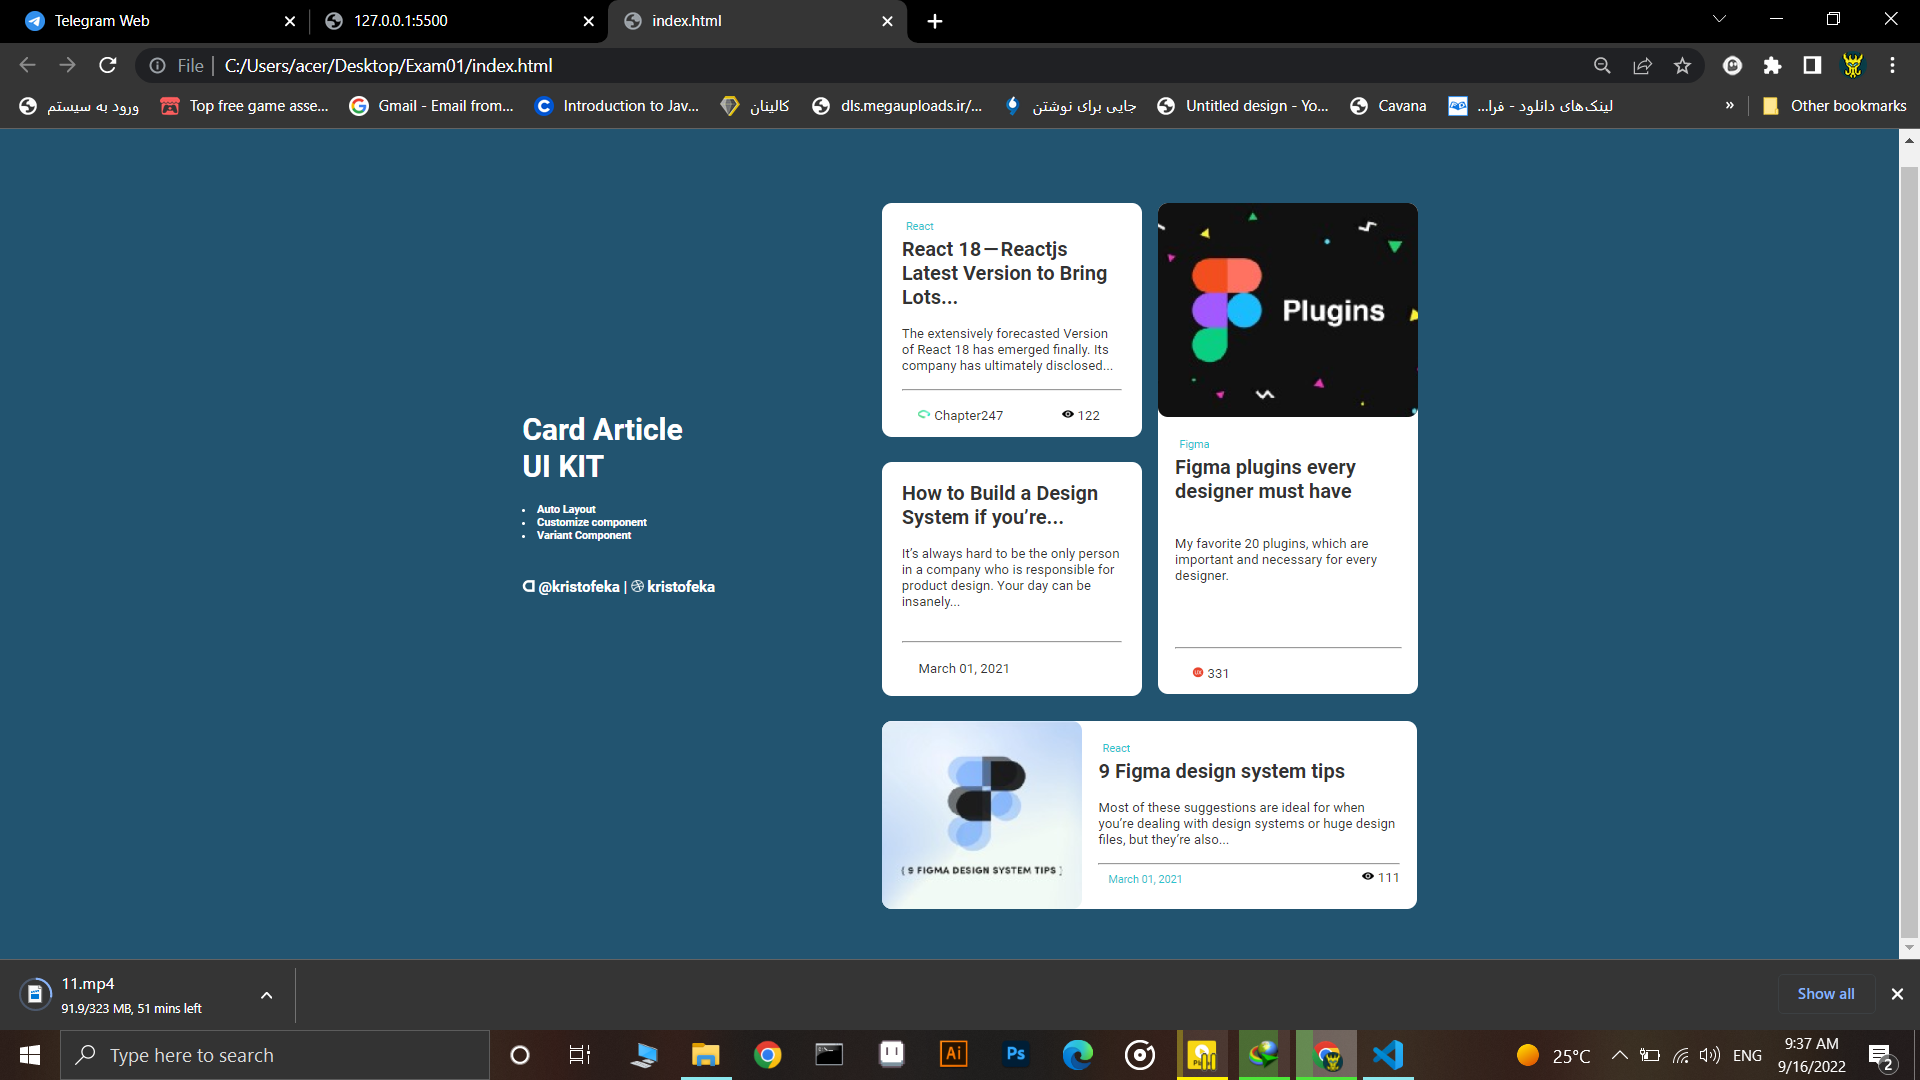 Telegram Web
127.0.0.1:5500
index.html
File
C:/Users/acer/Desktop/Exam01/index.html
ورود به سیستم
Top free game asse...
Gmail - Email from...
Introduction to Jav...
کالینان
dls.megauploads.ir/...
جایی برای نوشتن
Untitled design - Yo...
Cavana
لینک‌های دانلود - فرا...
»
Other bookmarks
Card Article
UI KIT
• Auto Layout
• Customize component
• Variant Component
@kristofeka | kristofeka
React
React 18 — Reactjs
Latest Version to Bring
Lots...
The extensively forecasted Version
of React 18 has emerged finally. Its
company has ultimately disclosed...
Chapter247
122
How to Build a Design
System if you’re...
It’s always hard to be the only person
in a company who is responsible for
product design. Your day can be
insanely...
March 01, 2021
Plugins
Figma
Figma plugins every
designer must have
My favorite 20 plugins, which are
important and necessary for every
designer.
UX
331
( 9 FIGMA DESIGN SYSTEM TIPS ]
React
9 Figma design system tips
Most of these suggestions are ideal for when
you’re dealing with design systems or huge design
files, but they’re also...
March 01, 2021
111
11.mp4
91.9/323 MB, 51 mins left
Show all
Type here to search
Ai
Ps
25°C
ENG
9:37 AM
9/16/2022
2